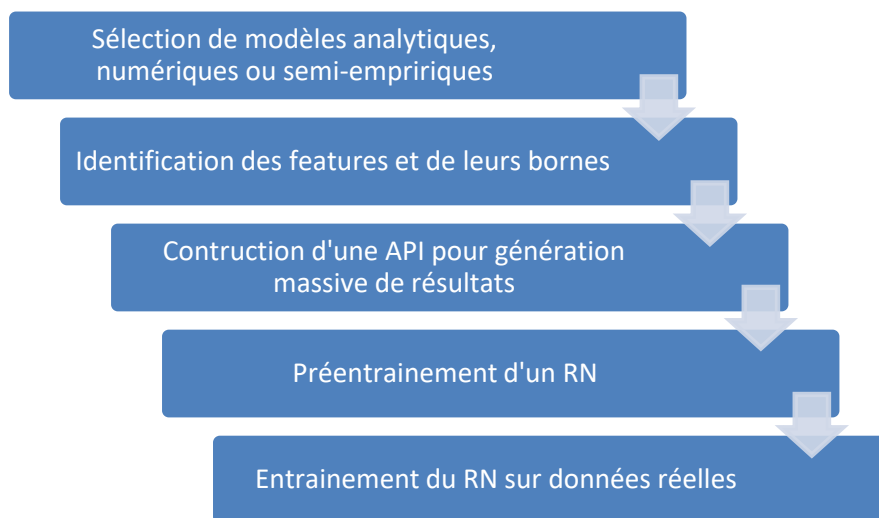 Sélection de modèles analytiques,
numériques ou semi-emprириques
Identification des features et de leurs bornes
Contruction d'une API pour génération
massive de résultats
Préentrainement d'un RN
Entrainement du RN sur données réelles